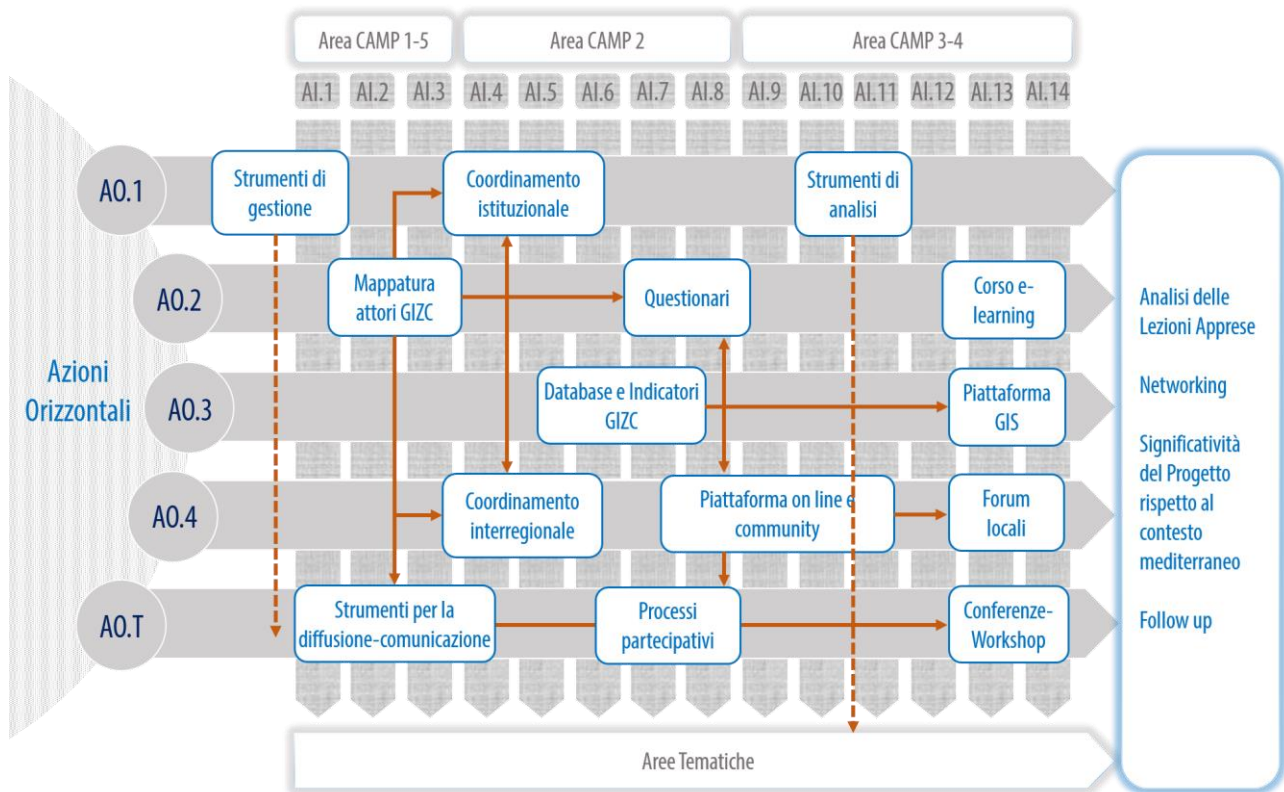 Area CAMP 1-5
Area CAMP 2
Area CAMP 3-4
AI.1
AI.2
AI.3
AI.4
AI.5
AI.6
AI.7
AI.8
AI.9
AI.10
AI.11
AI.12
AI.13
AI.14
Azioni
Orizzontali
AO.1
Strumenti di
gestione
Coordinamento
istituzionale
Strumenti di
analisi
AO.2
Mappatura
attori GIZC
Questionari
Corso e-
learning
AO.3
Database e Indicatori
GIZC
Piattaforma
GIS
AO.4
Coordinamento
interregionale
Piattaforma on line e
community
Forum
locali
AO.T
Strumenti per la
diffusione-comunicazione
Processi
partecipativi
Conferenze-
Workshop
Analisi delle
Lezioni Apprese
Networking
Significatività
del Progetto
rispetto al
contesto
mediterraneo
Follow up
Aree Tematiche